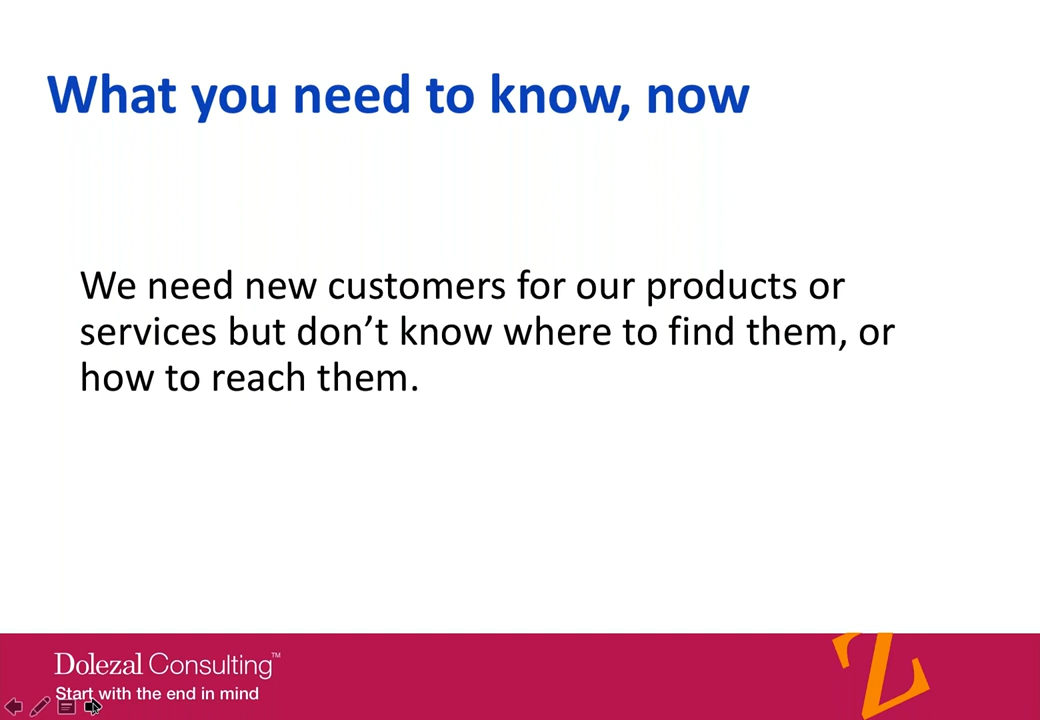 What you need to know, now
We need new customers for our products or
services but don’t know where to find them, or
how to reach them.
Dolezal Consulting™
Start with the end in mind
Z